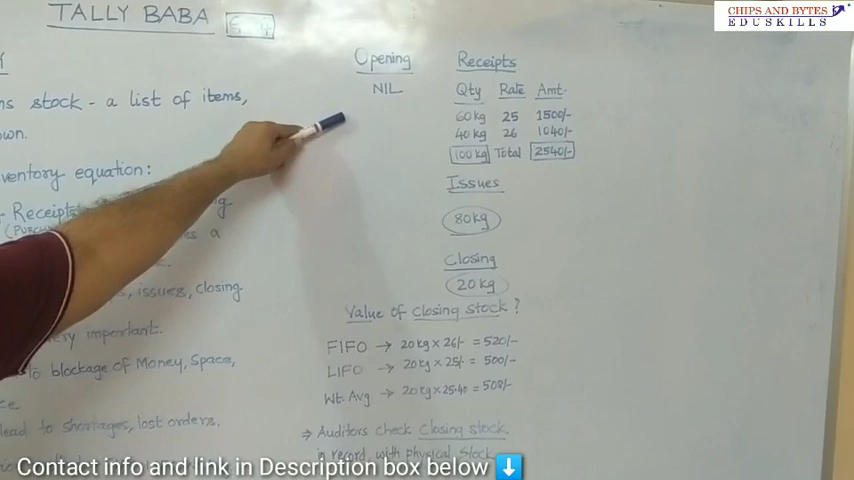 TALLY BABA
CHIPS AND BYTES
EDUSKILLS
ns stock - a list of items,
own.
ventory equation:
Receipts
a
, issues, closing
ery important.
to blockage of Money, Space,
ce.
lead to shortages, lost orders.
Opening
NIL
Receipts
Qty Rate Amt.
60kg 25 1500/-
40kg 26 1040/-
100kg Total 2540/-
Issues
80kg
Closing
20kg
Value of closing stock?
FIFO → 20kg x 26/- = 520/-
LIFO → 20kg x 25/- = 500/-
Wt. Avg → 20kg x 25.40 = 508/-
⇒ Auditors check closing stock
in record, with physical stock
Contact info and link in Description box below ⬇